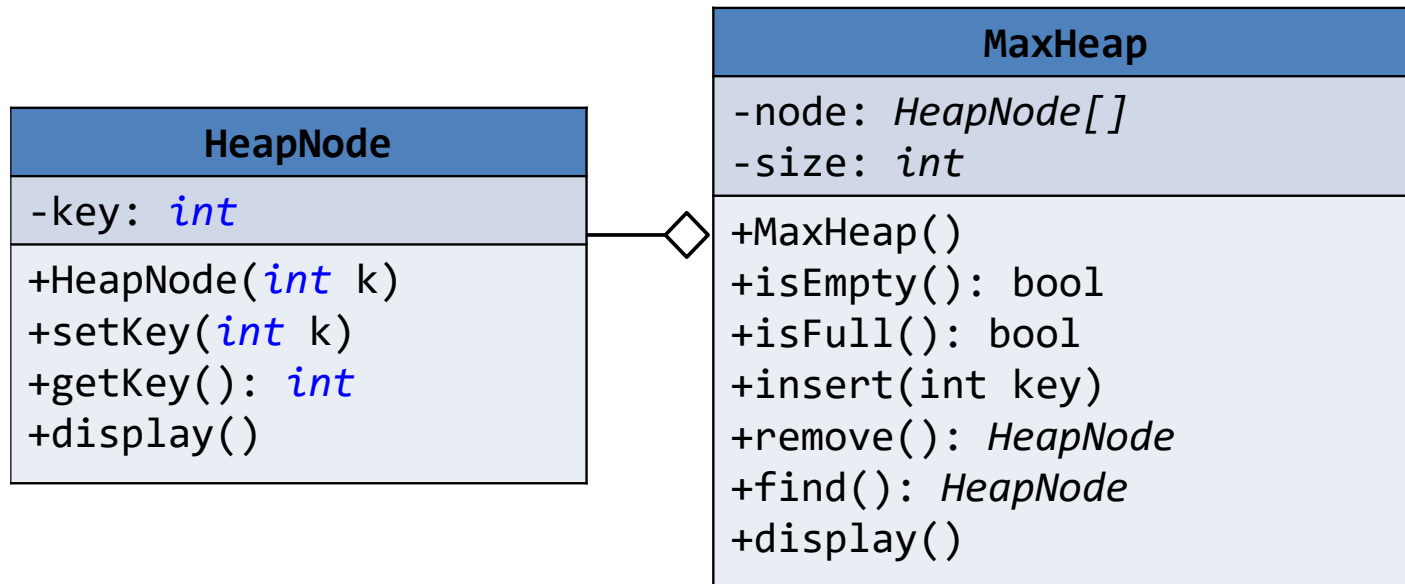 HeapNode
-key: int
+HeapNode(int k)
+setKey(int k)
+getKey(): int
+display()
MaxHeap
-node: HeapNode[]
-size: int
+MaxHeap()
+isEmpty(): bool
+isFull(): bool
+insert(int key)
+remove(): HeapNode
+find(): HeapNode
+display()